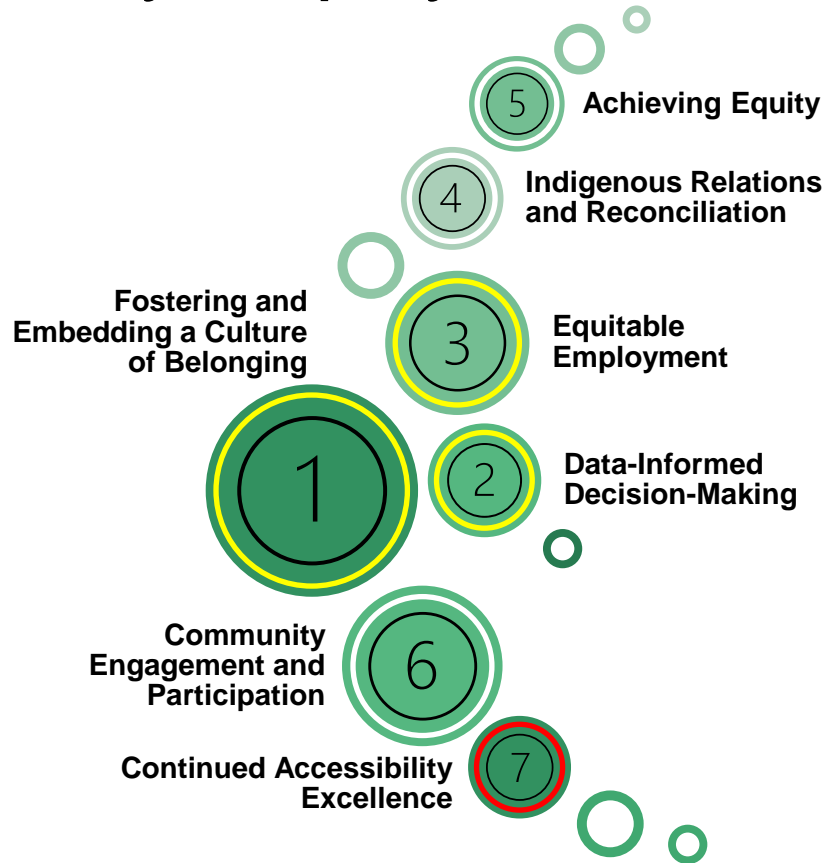 5
Achieving Equity
4
Indigenous Relations
and Reconciliation
Fostering and
Embedding a Culture
of Belonging
3
Equitable
Employment
1
2
Data-Informed
Decision-Making
Community
Engagement and
Participation
6
Continued Accessibility
Excellence
7